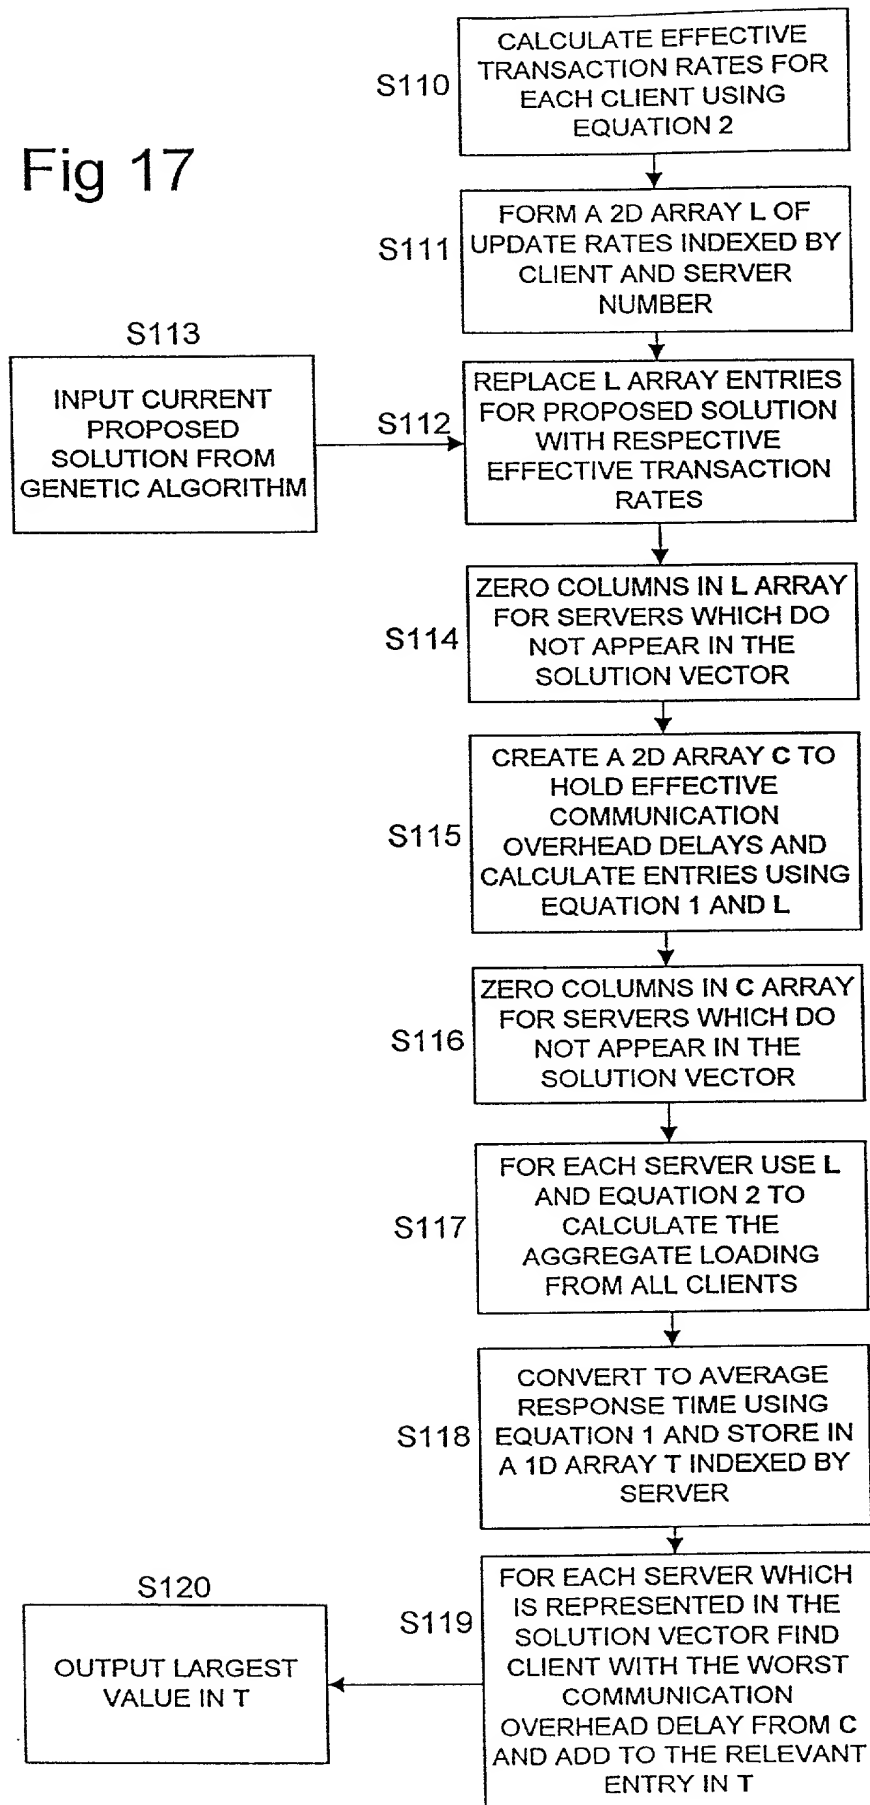 Fig 17
S110
CALCULATE EFFECTIVE
TRANSACTION RATES FOR
EACH CLIENT USING
EQUATION 2
S111
FORM A 2D ARRAY L OF
UPDATE RATES INDEXED BY
CLIENT AND SERVER
NUMBER
S113
INPUT CURRENT
PROPOSED
SOLUTION FROM
GENETIC ALGORITHM
S112
REPLACE L ARRAY ENTRIES
FOR PROPOSED SOLUTION
WITH RESPECTIVE
EFFECTIVE TRANSACTION
RATES
S114
ZERO COLUMNS IN L ARRAY
FOR SERVERS WHICH DO
NOT APPEAR IN THE
SOLUTION VECTOR
S115
CREATE A 2D ARRAY C TO
HOLD EFFECTIVE
COMMUNICATION
OVERHEAD DELAYS AND
CALCULATE ENTRIES USING
EQUATION 1 AND L
S116
ZERO COLUMNS IN C ARRAY
FOR SERVERS WHICH DO
NOT APPEAR IN THE
SOLUTION VECTOR
S117
FOR EACH SERVER USE L
AND EQUATION 2 TO
CALCULATE THE
AGGREGATE LOADING
FROM ALL CLIENTS
S118
CONVERT TO AVERAGE
RESPONSE TIME USING
EQUATION 1 AND STORE IN
A 1D ARRAY T INDEXED BY
SERVER
S119
FOR EACH SERVER WHICH
IS REPRESENTED IN THE
SOLUTION VECTOR FIND
CLIENT WITH THE WORST
COMMUNICATION
OVERHEAD DELAY FROM C
AND ADD TO THE RELEVANT
ENTRY IN T
S120
OUTPUT LARGEST
VALUE IN T